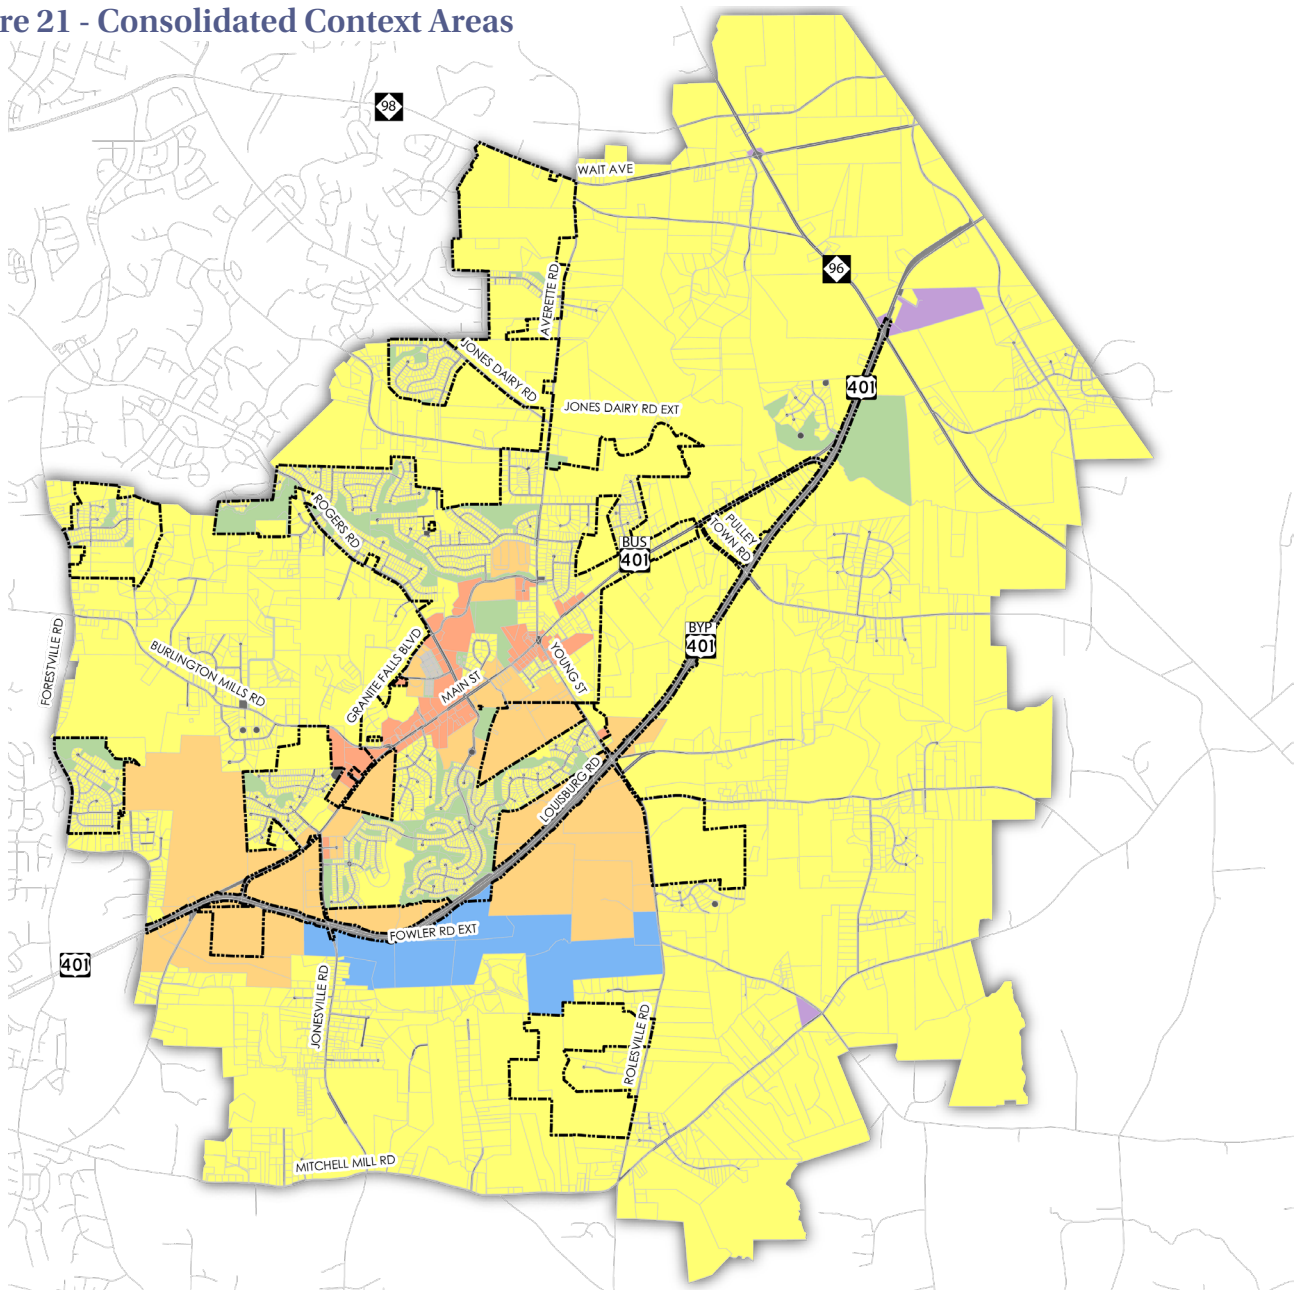 re 21 - Consolidated Context Areas
98
WAIT AVE
96
AVERETTE RD
JONES DAIRY RD
401
JONES DAIRY RD EXT
ROGERS RD
PULLEY
TOWN RD
BUS
401
BYP
401
FORESTVILLE RD
BURLINGTON MILLS RD
GRANITE FALLS BLVD
MAIN ST
YOUNG ST
LOUISBURG RD
FOWLER RD EXT
401
JONESVILLE RD
ROLESVILLE RD
MITCHELL MILL RD